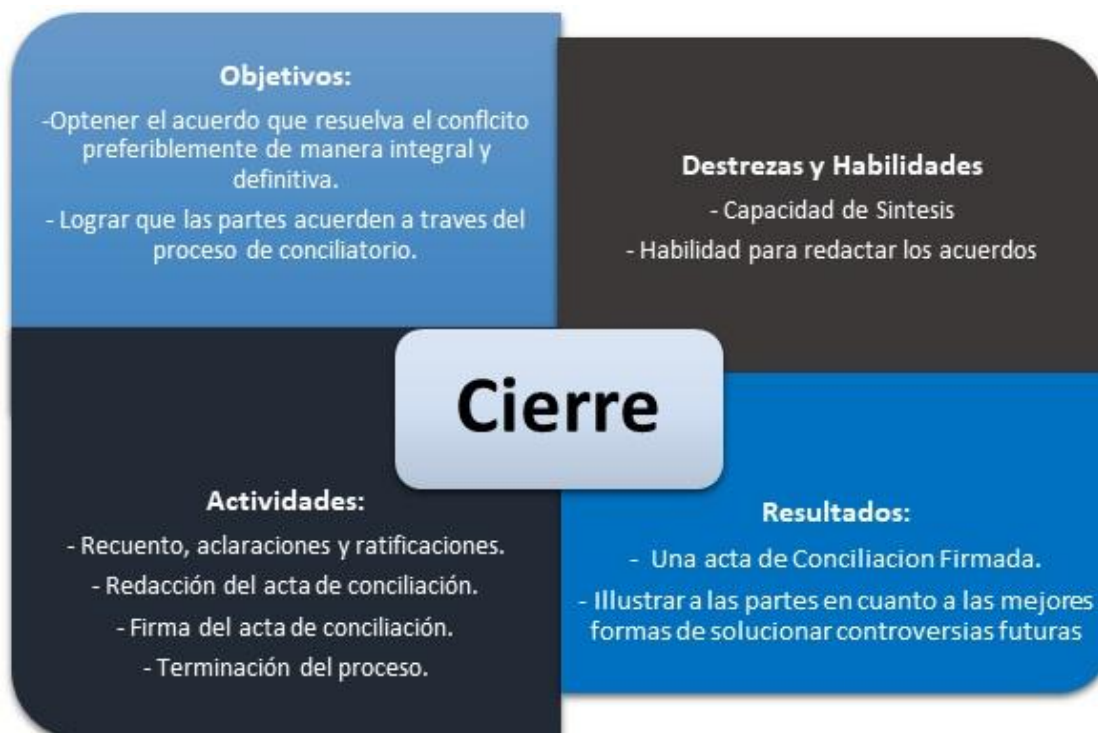 Objetivos:
-Optener el acuerdo que resuelva el conflcito
preferiblemente de manera integral y
definitiva.
- Lograr que las partes acuerden a traves del
proceso de conciliatorio.
Destrezas y Habilidades
- Capacidad de Sintesis
- Habilidad para redactar los acuerdos
Cierre
Actividades:
- Recuento, aclaraciones y ratificaciones.
- Redacción del acta de conciliación.
- Firma del acta de conciliación.
- Terminación del proceso.
Resultados:
- Una acta de Conciliacion Firmada.
- Illustrar a las partes en cuanto a las mejores
formas de solucionar controversias futuras